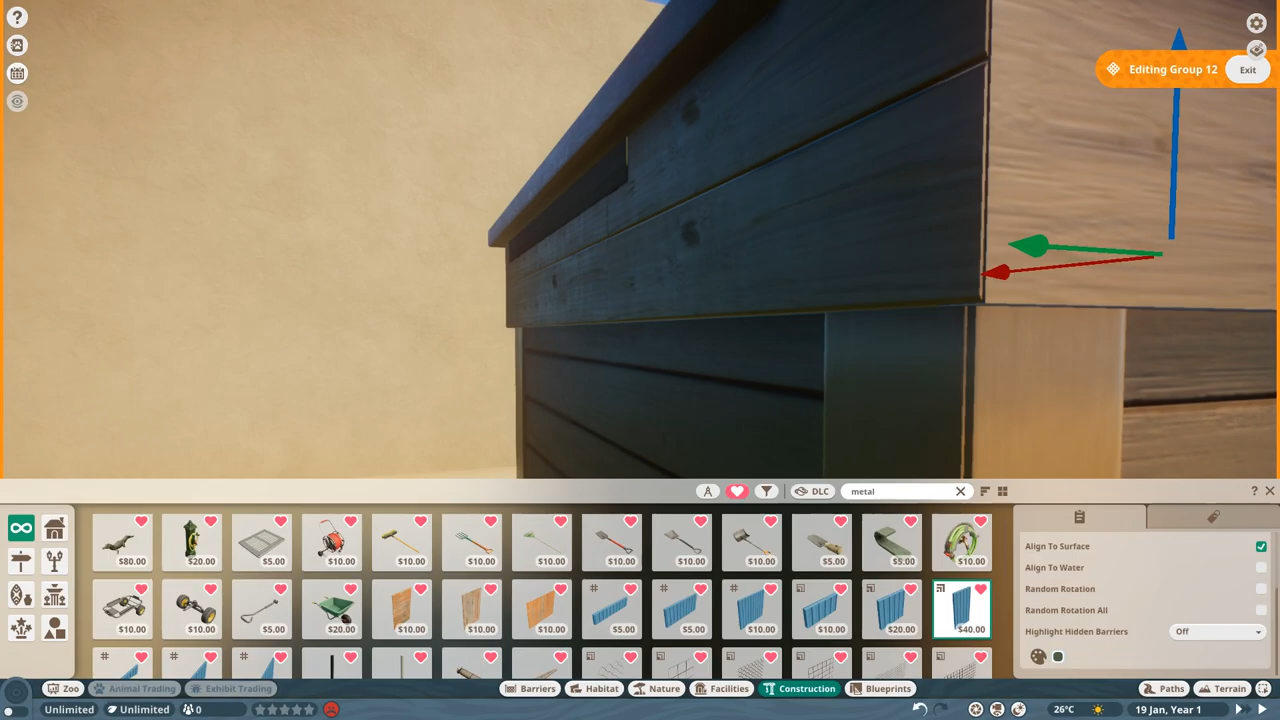 ?
Editing Group 12
Exit
DLC
metal
?
$80.00
$20.00
$5.00
$10.00
$10.00
$10.00
$10.00
$10.00
$10.00
$10.00
$5.00
$5.00
$10.00
$10.00
$10.00
$5.00
$20.00
$10.00
$10.00
$10.00
$5.00
$5.00
$10.00
$10.00
$20.00
$40.00
Align To Surface
Align To Water
Random Rotation
Random Rotation All
Highlight Hidden Barriers
Off
Zoo
Animal Trading
Exhibit Trading
Barriers
Habitat
Nature
Facilities
Construction
Blueprints
Paths
Terrain
Unlimited
Unlimited
0
26°C
19 Jan, Year 1